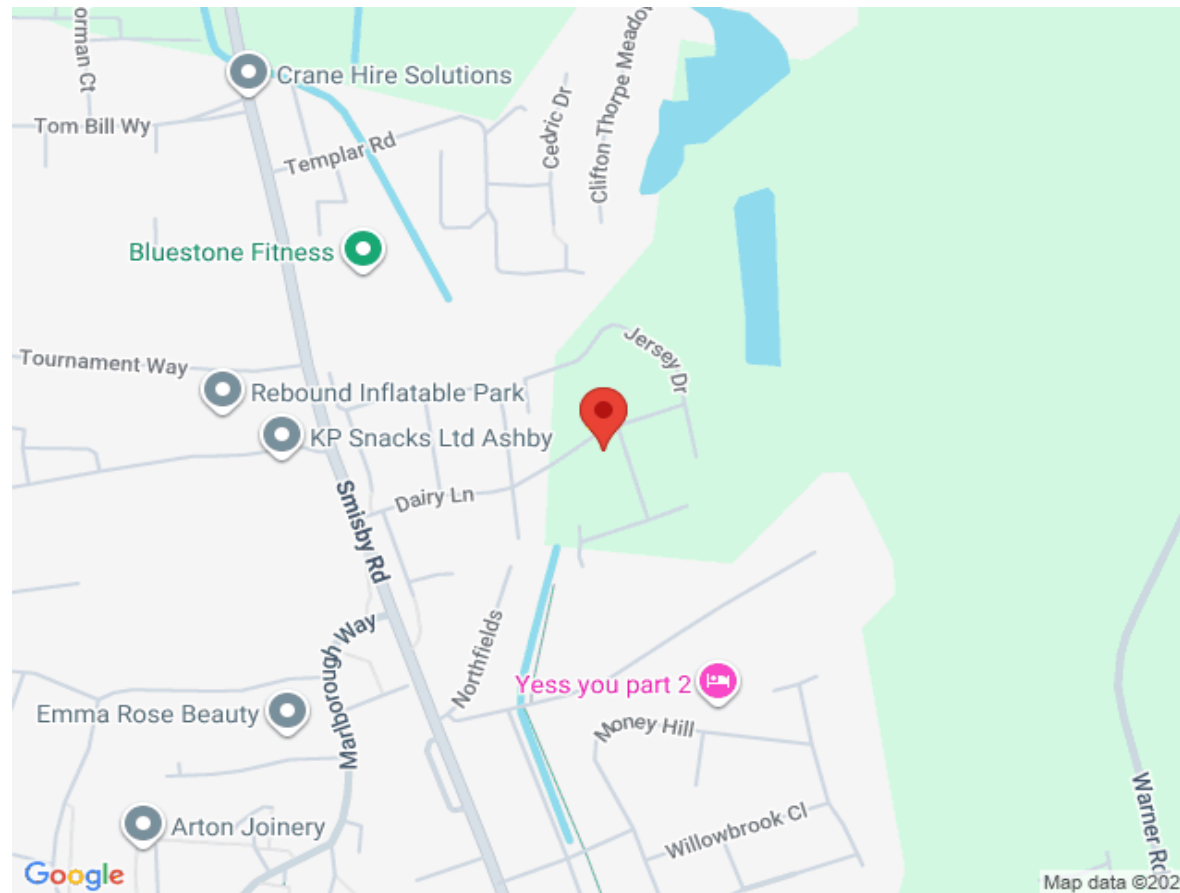 orman Ct
Crane Hire Solutions
Tom Bill Wy
Templar Rd
Cedric Dr
Clifton Thorpe Meadow
Bluestone Fitness
Jersey Dr
Tournament Way
Rebound Inflatable Park
KP Snacks Ltd Ashby
Dairy Ln
Smisby Rd
Northfields
Marlborough Way
Yess you part 2
Emma Rose Beauty
Money Hill
Warner Rd
Arton Joinery
Willowbrook Cl
Google
Map data ©202